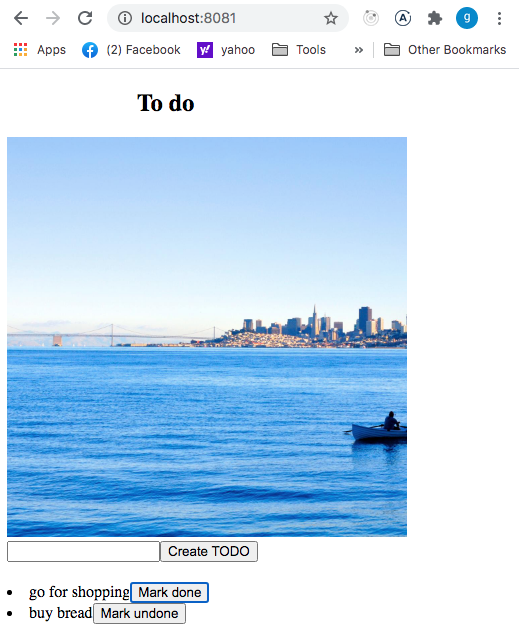 localhost:8081
Apps (2) Facebook yahoo Tools » Other Bookmarks
To do
Create TODO
go for shopping Mark done
buy bread Mark undone